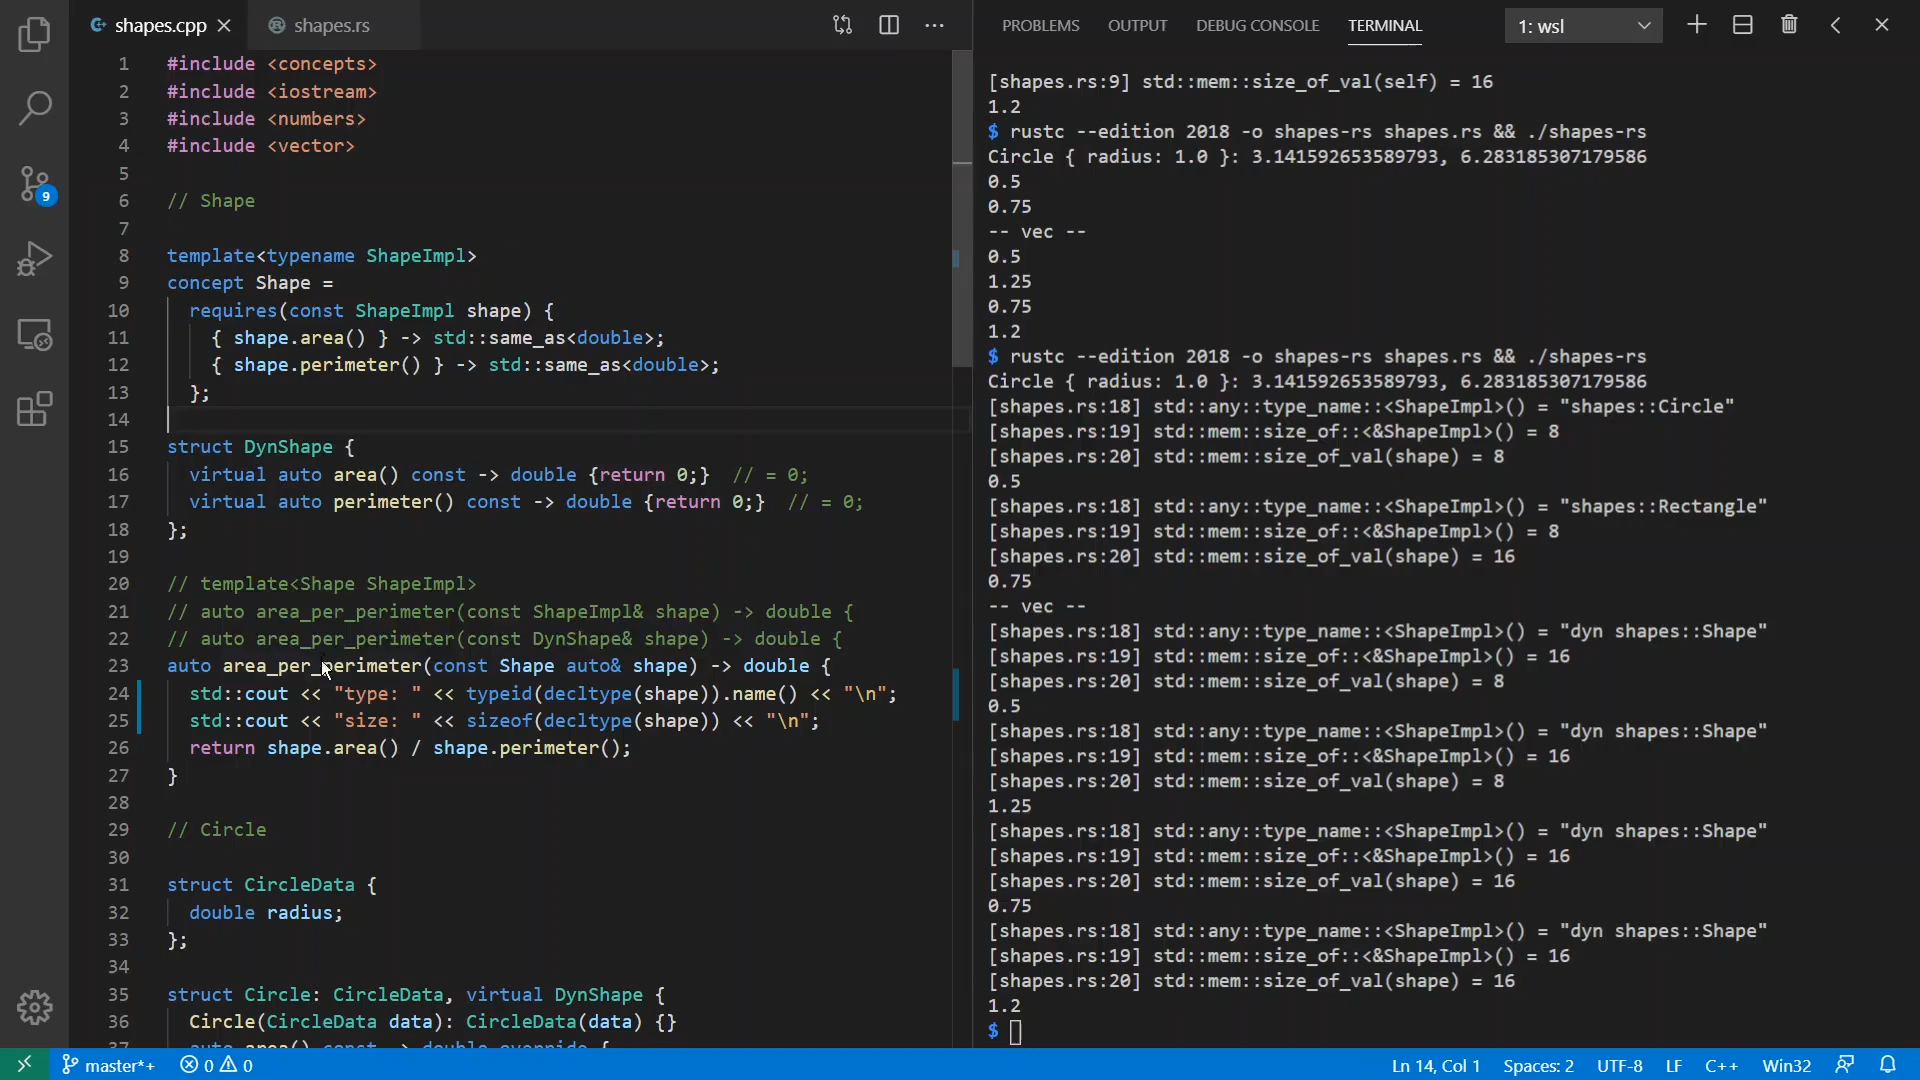 shapes.cpp
shapes.rs
1 #include <concepts>
2 #include <iostream>
3 #include <numbers>
4 #include <vector>
5
6 // Shape
7
8 template<typename ShapeImpl>
9 concept Shape =
10 requires(const ShapeImpl shape) {
11 { shape.area() } -> std::same_as<double>;
12 { shape.perimeter() } -> std::same_as<double>;
13 };
14
15 struct DynShape {
16 virtual auto area() const -> double {return 0;} // = 0;
17 virtual auto perimeter() const -> double {return 0;} // = 0;
18 };
19
20 // template<Shape ShapeImpl>
21 // auto area_per_perimeter(const ShapeImpl& shape) -> double {
22 // auto area_per_perimeter(const DynShape& shape) -> double {
23 auto area_per_perimeter(const Shape auto& shape) -> double {
24 std::cout << "type: " << typeid(decltype(shape)).name() << "\n";
25 std::cout << "size: " << sizeof(decltype(shape)) << "\n";
26 return shape.area() / shape.perimeter();
27 }
28
29 // Circle
30
31 struct CircleData {
32 double radius;
33 };
34
35 struct Circle: CircleData, virtual DynShape {
36 Circle(CircleData data): CircleData(data) {}
37 auto area() const -> double override {
9
PROBLEMS OUTPUT DEBUG CONSOLE TERMINAL
1: wsl
[shapes.rs:9] std::mem::size_of_val(self) = 16
1.2
$ rustc --edition 2018 -o shapes-rs shapes.rs && ./shapes-rs
Circle { radius: 1.0 }: 3.141592653589793, 6.283185307179586
0.5
0.75
-- vec --
0.5
1.25
0.75
1.2
$ rustc --edition 2018 -o shapes-rs shapes.rs && ./shapes-rs
Circle { radius: 1.0 }: 3.141592653589793, 6.283185307179586
[shapes.rs:18] std::any::type_name::<ShapeImpl>() = "shapes::Circle"
[shapes.rs:19] std::mem::size_of::<&ShapeImpl>() = 8
[shapes.rs:20] std::mem::size_of_val(shape) = 8
0.5
[shapes.rs:18] std::any::type_name::<ShapeImpl>() = "shapes::Rectangle"
[shapes.rs:19] std::mem::size_of::<&ShapeImpl>() = 8
[shapes.rs:20] std::mem::size_of_val(shape) = 16
0.75
-- vec --
[shapes.rs:18] std::any::type_name::<ShapeImpl>() = "dyn shapes::Shape"
[shapes.rs:19] std::mem::size_of::<&ShapeImpl>() = 16
[shapes.rs:20] std::mem::size_of_val(shape) = 8
0.5
[shapes.rs:18] std::any::type_name::<ShapeImpl>() = "dyn shapes::Shape"
[shapes.rs:19] std::mem::size_of::<&ShapeImpl>() = 16
[shapes.rs:20] std::mem::size_of_val(shape) = 8
1.25
[shapes.rs:18] std::any::type_name::<ShapeImpl>() = "dyn shapes::Shape"
[shapes.rs:19] std::mem::size_of::<&ShapeImpl>() = 16
[shapes.rs:20] std::mem::size_of_val(shape) = 16
0.75
[shapes.rs:18] std::any::type_name::<ShapeImpl>() = "dyn shapes::Shape"
[shapes.rs:19] std::mem::size_of::<&ShapeImpl>() = 16
[shapes.rs:20] std::mem::size_of_val(shape) = 16
1.2
$
master*+ 0 0 Ln 14, Col 1 Spaces: 2 UTF-8 LF C++ Win32